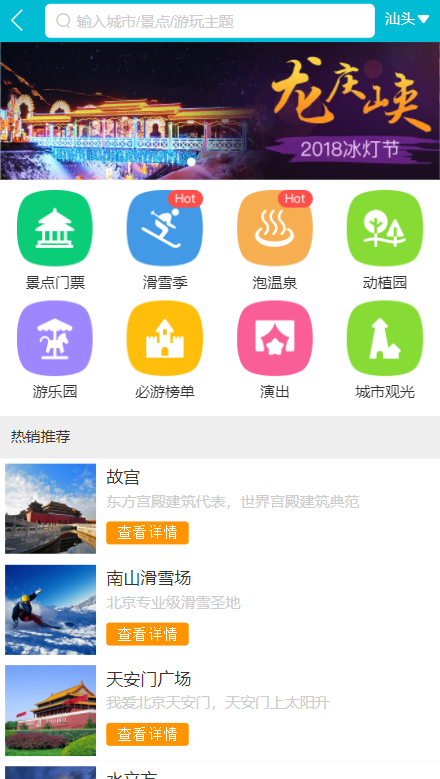 输入城市/景点/游玩主题
汕头
龙庆峡
2018冰灯节
Hot
Hot
景点门票
滑雪季
泡温泉
动植园
游乐园
必游榜单
演出
城市观光
热销推荐
故宫
东方宫殿建筑代表，世界宫殿建筑典范
查看详情
南山滑雪场
北京专业级滑雪圣地
查看详情
天安门广场
我爱北京天安门，天安门上太阳升
查看详情
水立方